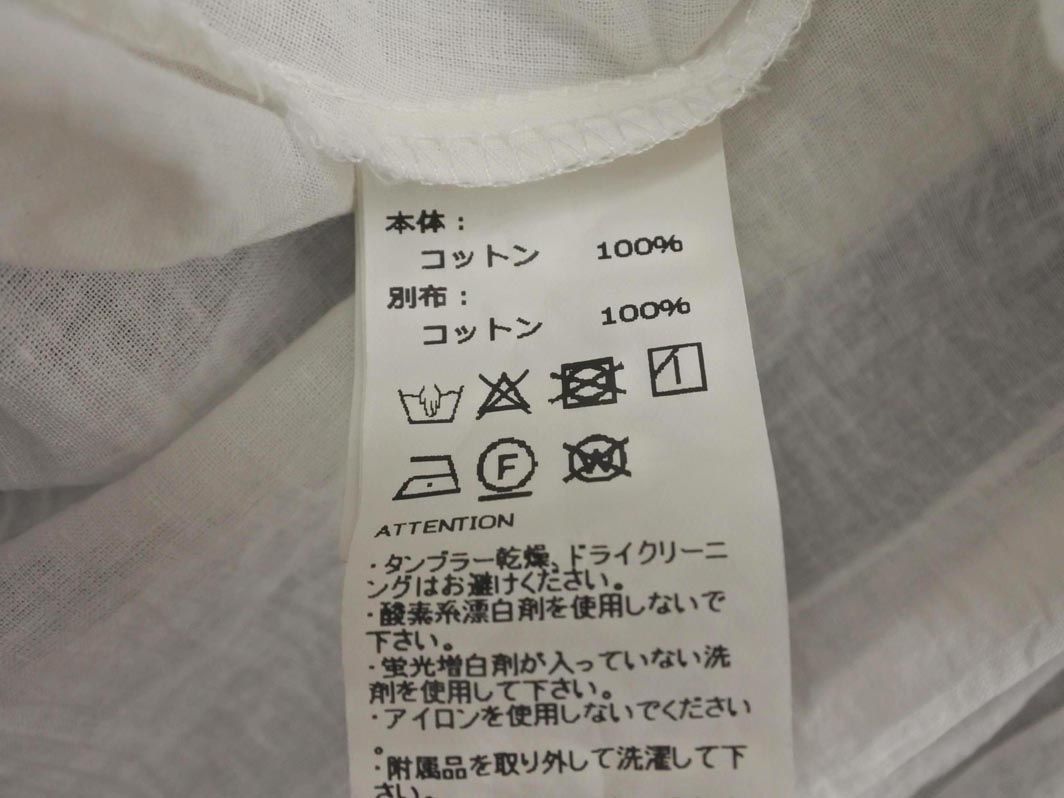 本体：
コットン 100%
別布：
コットン 100%
F
W
ATTENTION
・タンブラー乾燥、ドライクリーニ
ングはお避けください。
・酸素系漂白剤を使用しないで
下さい。
・蛍光増白剤が入っていない洗
剤を使用して下さい。
・アイロンを使用しないでください
。
・附属品を取り外して洗濯して下
さい。